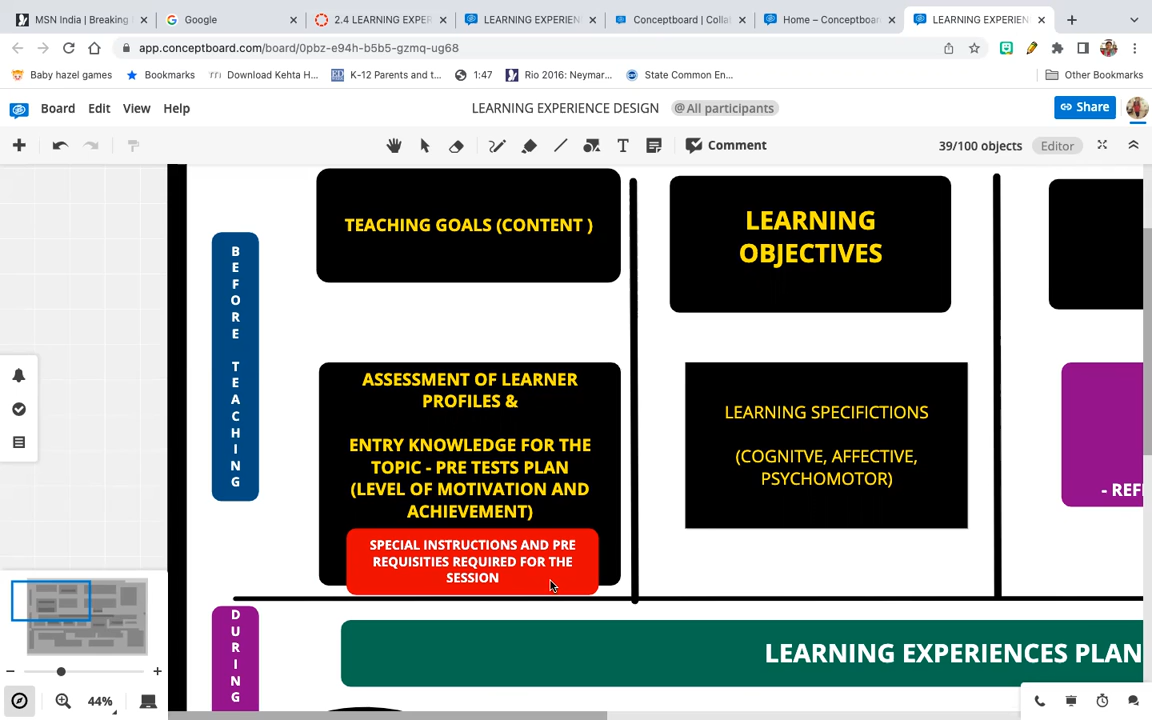 MSN India | Breaking
Google
2.4 LEARNING EXPER
LEARNING EXPERIEN
Conceptboard | Colla
Home – Conceptboar
LEARNING EXPERIEN
app.conceptboard.com/board/0pbz-e94h-b5b5-gzmq-ug68
Baby hazel games
Bookmarks
Download Kehta H...
K-12 Parents and t...
1:47
Rio 2016: Neymar...
State Common En...
Other Bookmarks
Board Edit View Help
LEARNING EXPERIENCE DESIGN
@All participants
Share
Comment
39/100 objects
Editor
BEFORE TEACHING
TEACHING GOALS (CONTENT )
LEARNING
OBJECTIVES
ASSESSMENT OF LEARNER
PROFILES &
ENTRY KNOWLEDGE FOR THE
TOPIC - PRE TESTS PLAN
(LEVEL OF MOTIVATION AND
ACHIEVEMENT)
SPECIAL INSTRUCTIONS AND PRE
REQUISITIES REQUIRED FOR THE
SESSION
LEARNING SPECIFICTIONS
(COGNITVE, AFFECTIVE,
PSYCHOMOTOR)
- REFL
DURING
LEARNING EXPERIENCES PLAN
44%